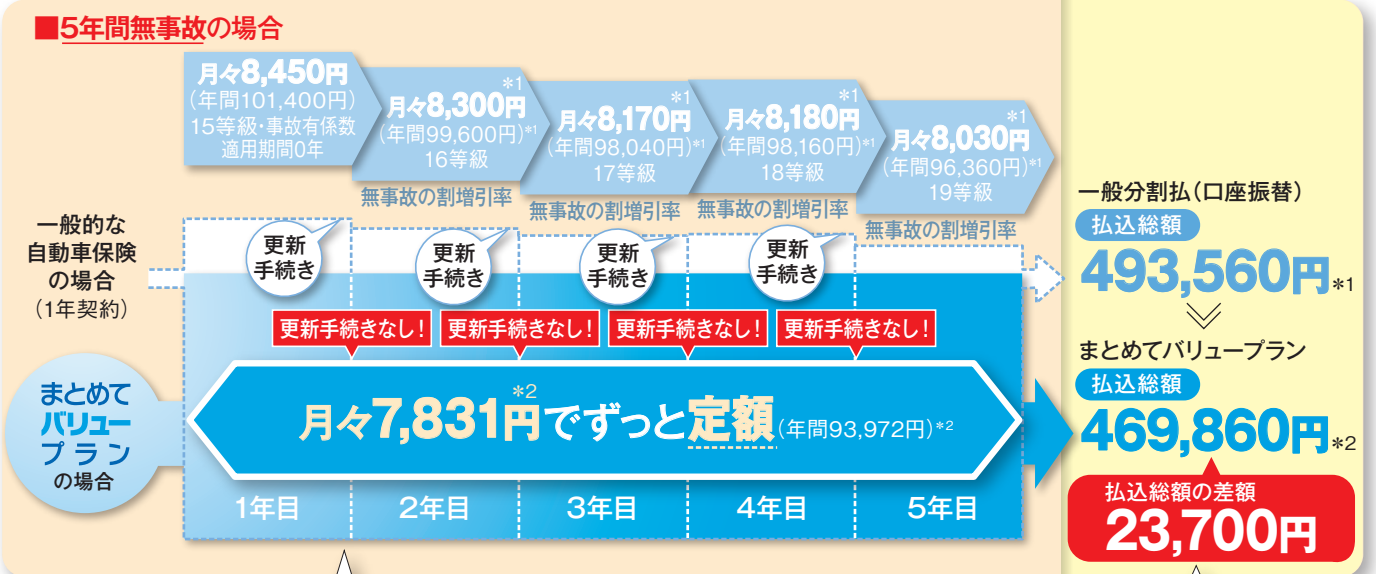 ■5年間無事故の場合
月々8,450円
(年間101,400円)
15等級・事故有係数
適用期間0年
月々8,300円*1
(年間99,600円)*1
16等級
無事故の割増引率
月々8,170円*1
(年間98,040円)*1
17等級
無事故の割増引率
月々8,180円*1
(年間98,160円)*1
18等級
無事故の割増引率
月々8,030円*1
(年間96,360円)*1
19等級
無事故の割増引率
一般的な
自動車保険
の場合
(1年契約)
更新
手続き
更新
手続き
更新
手続き
更新
手続き
一般分割払(口座振替)
払込総額
493,560円*1
更新手続きなし!
更新手続きなし!
更新手続きなし!
更新手続きなし!
まとめて
バリュー
プラン
の場合
月々7,831円*2でずっと定額(年間93,972円)*2
まとめてバリュープラン
払込総額
469,860円*2
1年目
2年目
3年目
4年目
5年目
払込総額の差額
23,700円